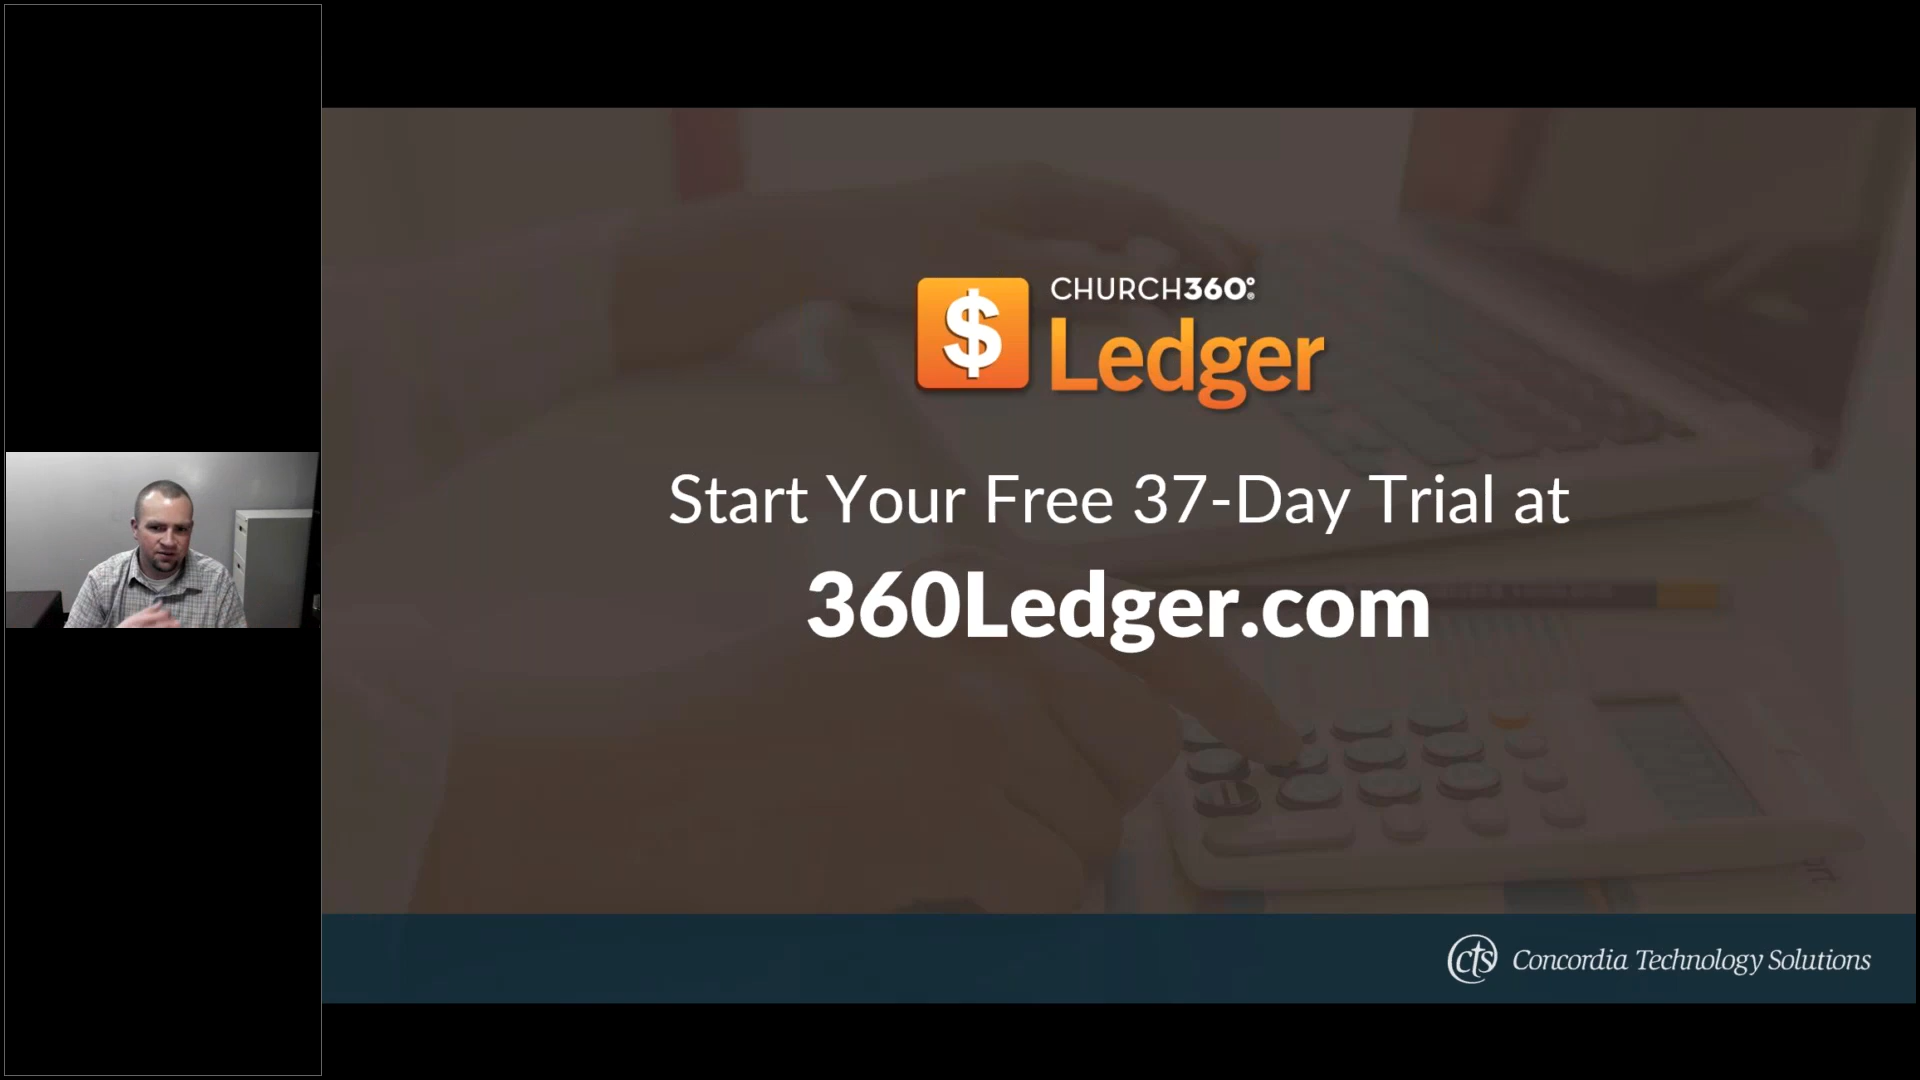 $
CHURCH360°®
Ledger
Start Your Free 37-Day Trial at
360Ledger.com
cts Concordia Technology Solutions